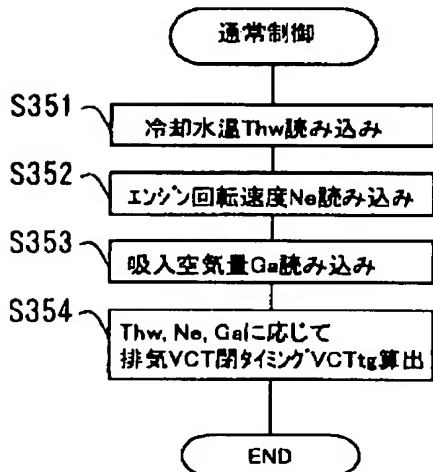 通常制御
S351
冷却水温Thw読み込み
S352
エンジン回転速度Ne読み込み
S353
吸入空気量Ga読み込み
S354
Thw, Ne, Gaに応じて
排気VCT閉タイミングVCTtg算出
END